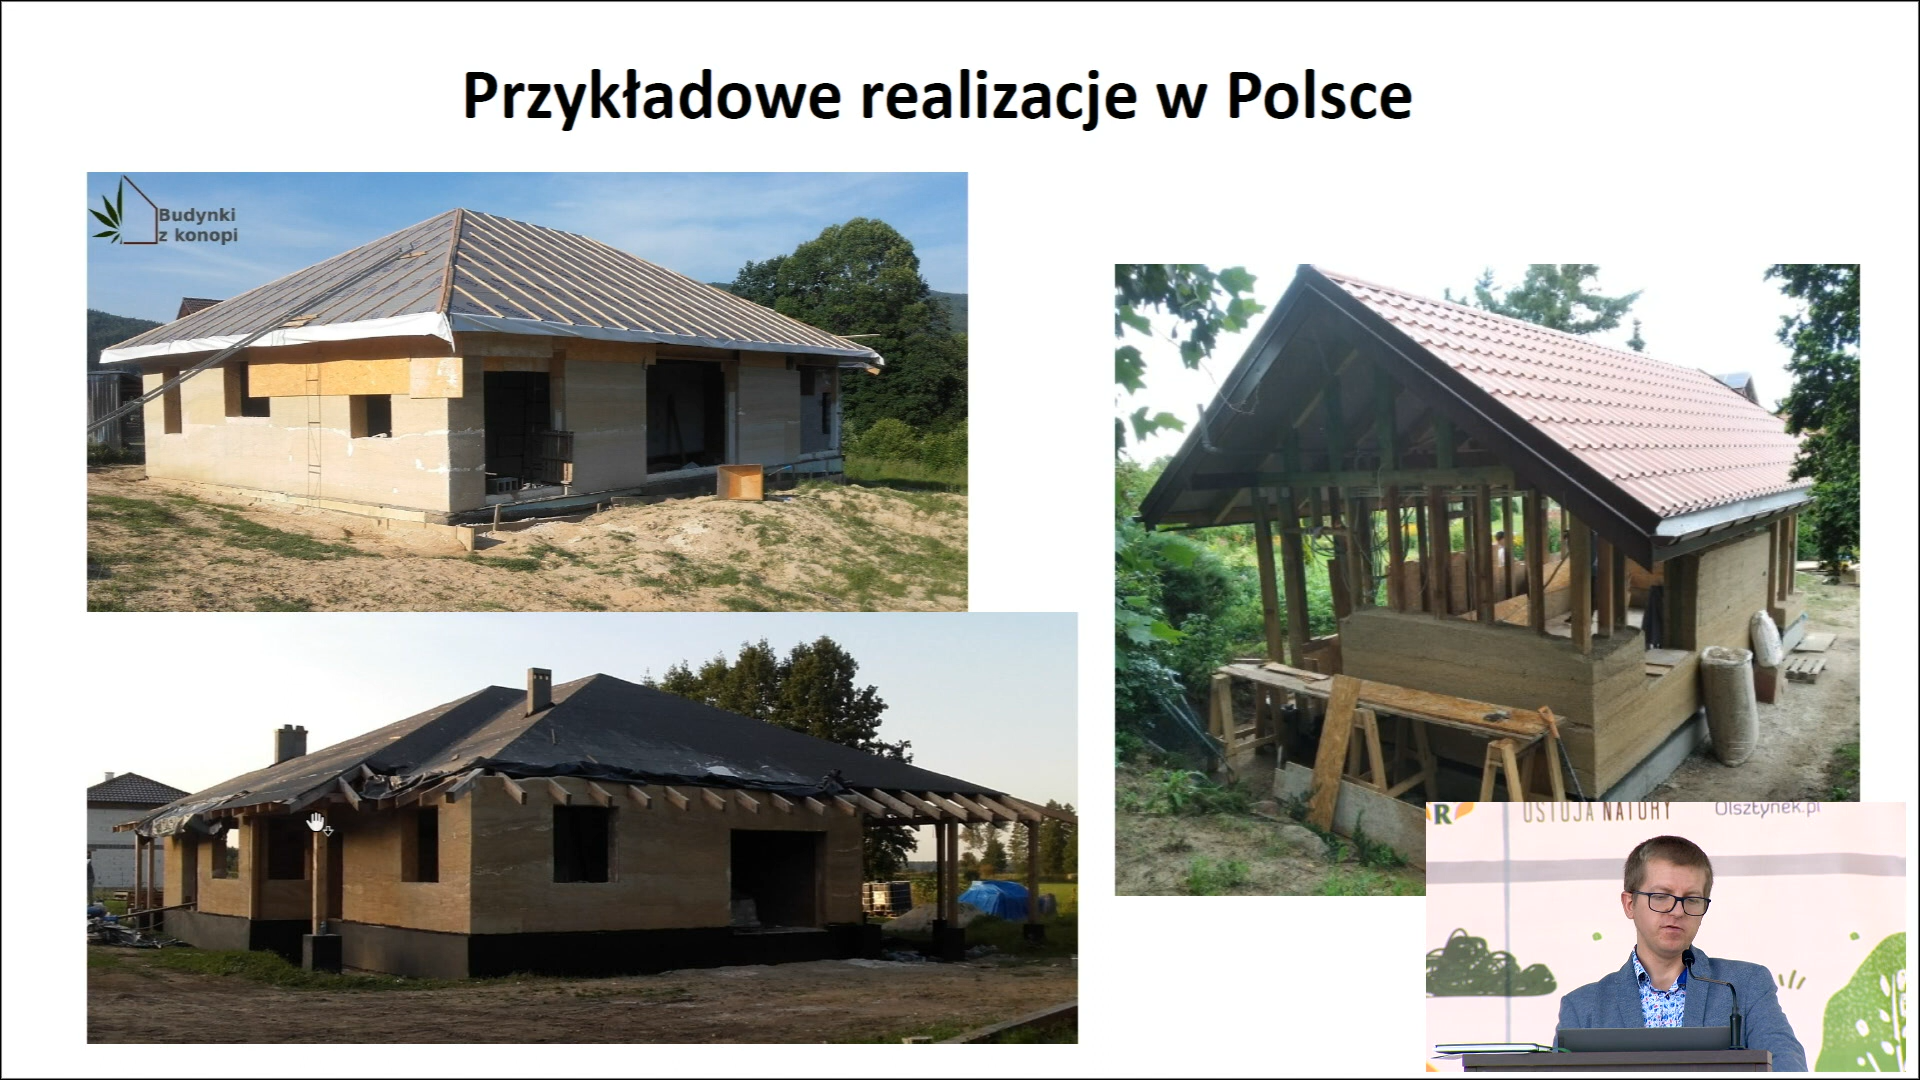 Przykładowe realizacje w Polsce
Budynki
z konopi
R
OSTOJA NATURY
Olsztynek.pl